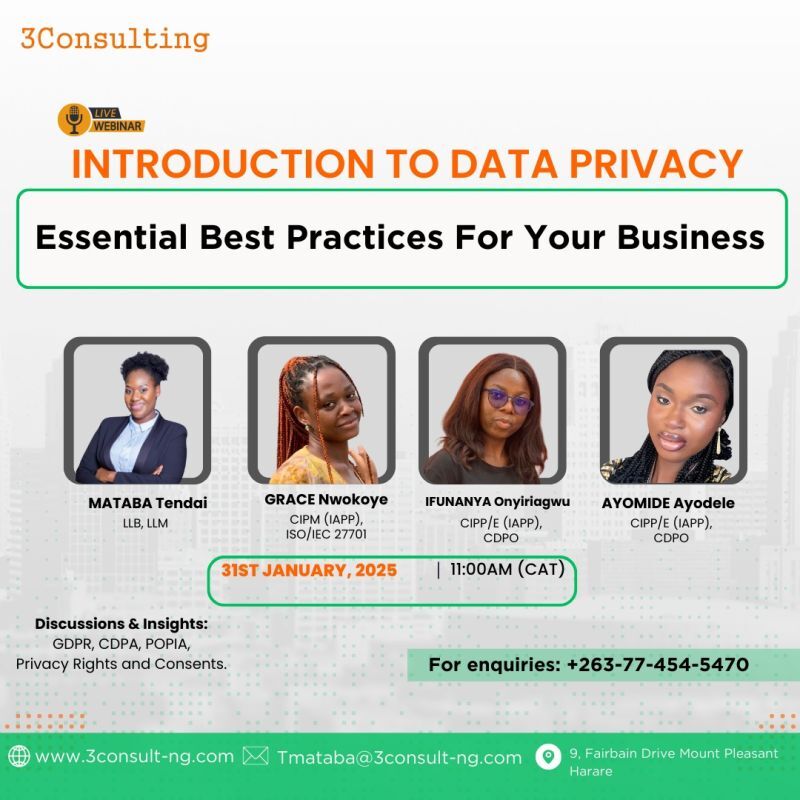 3Consulting
LIVE
WEBINAR
INTRODUCTION TO DATA PRIVACY
Essential Best Practices For Your Business
MATABA Tendai
LLB, LLM
GRACE Nwokoye
CIPM (IAPP),
ISO/IEC 27701
IFUNANYA Onyiriagwu
CIPP/E (IAPP),
CDPO
AYOMIDE Ayodele
CIPP/E (IAPP),
CDPO
31ST JANUARY, 2025 | 11:00AM (CAT)
Discussions & Insights:
GDPR, CDPA, POPIA,
Privacy Rights and Consents.
For enquiries: +263-77-454-5470
www.3consult-ng.com
Tmataba@3consult-ng.com
9, Fairbain Drive Mount Pleasant
Harare